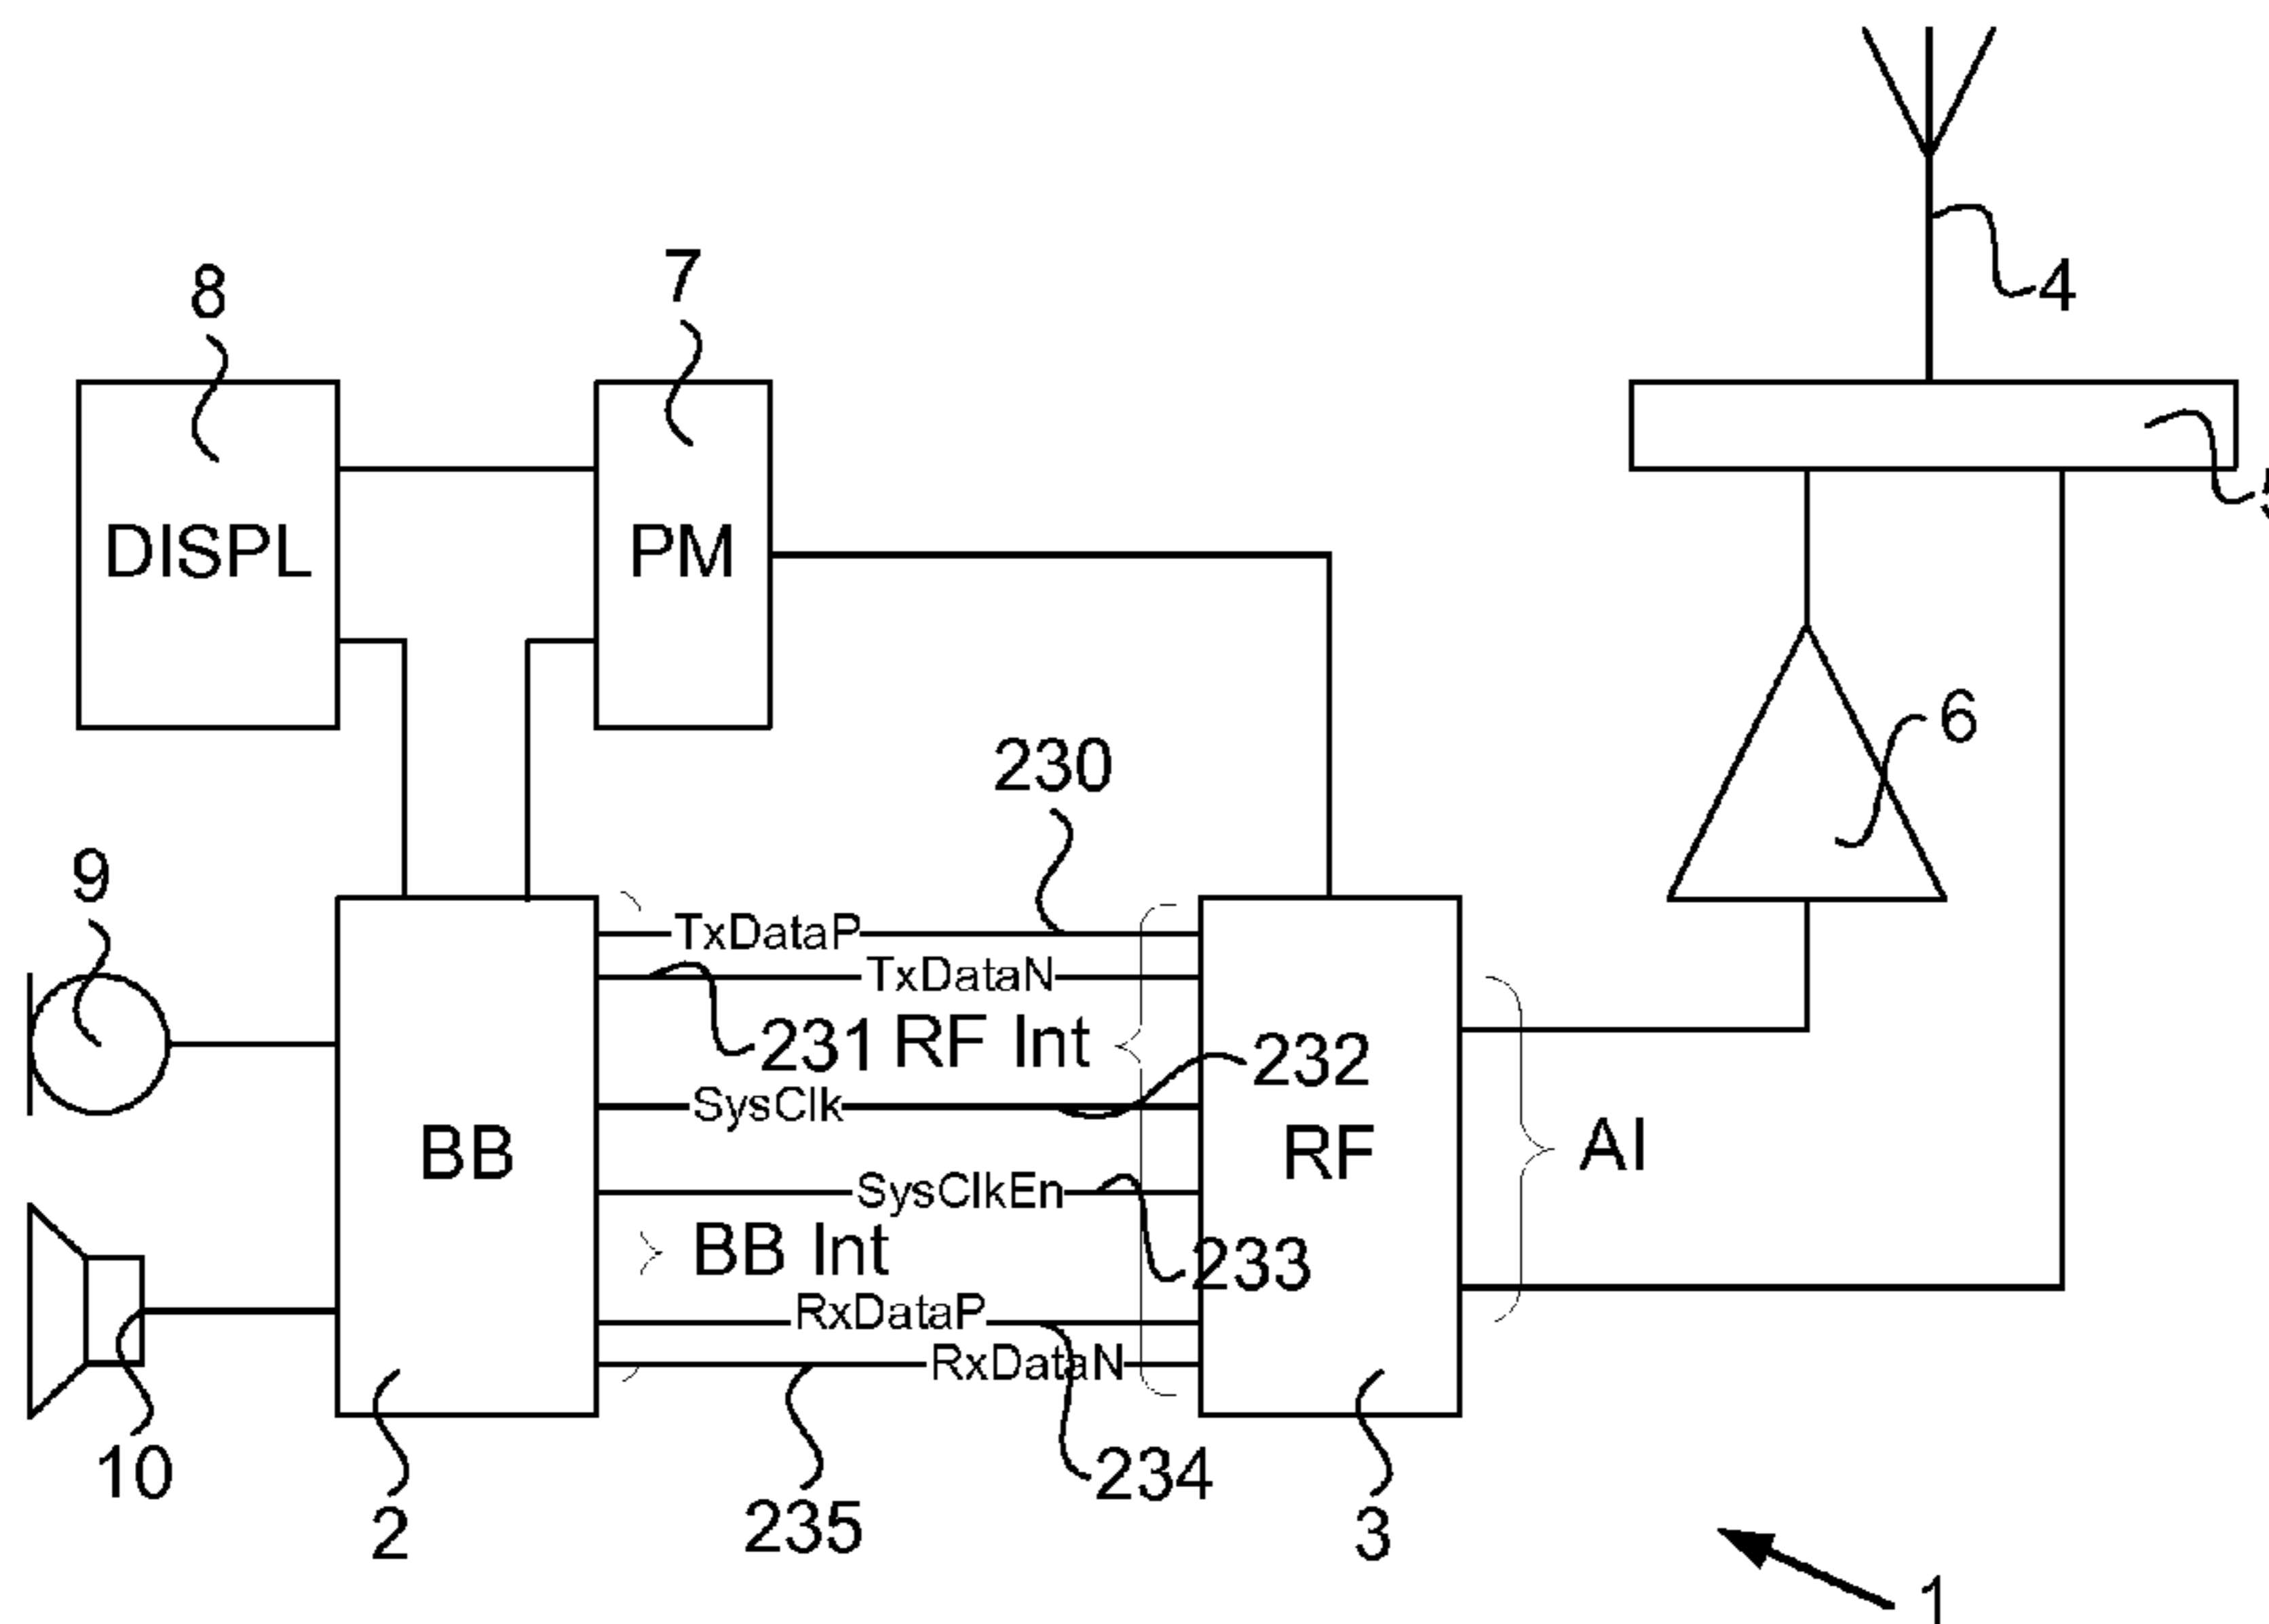 4
7
8
5
DISPL
PM
6
230
9
TxDataP
TxDataN
231
RF Int
232
SysClk
BB
RF
AI
SysClkEn
BB Int
233
RxDataP
RxDataN
10
234
2
235
3
1